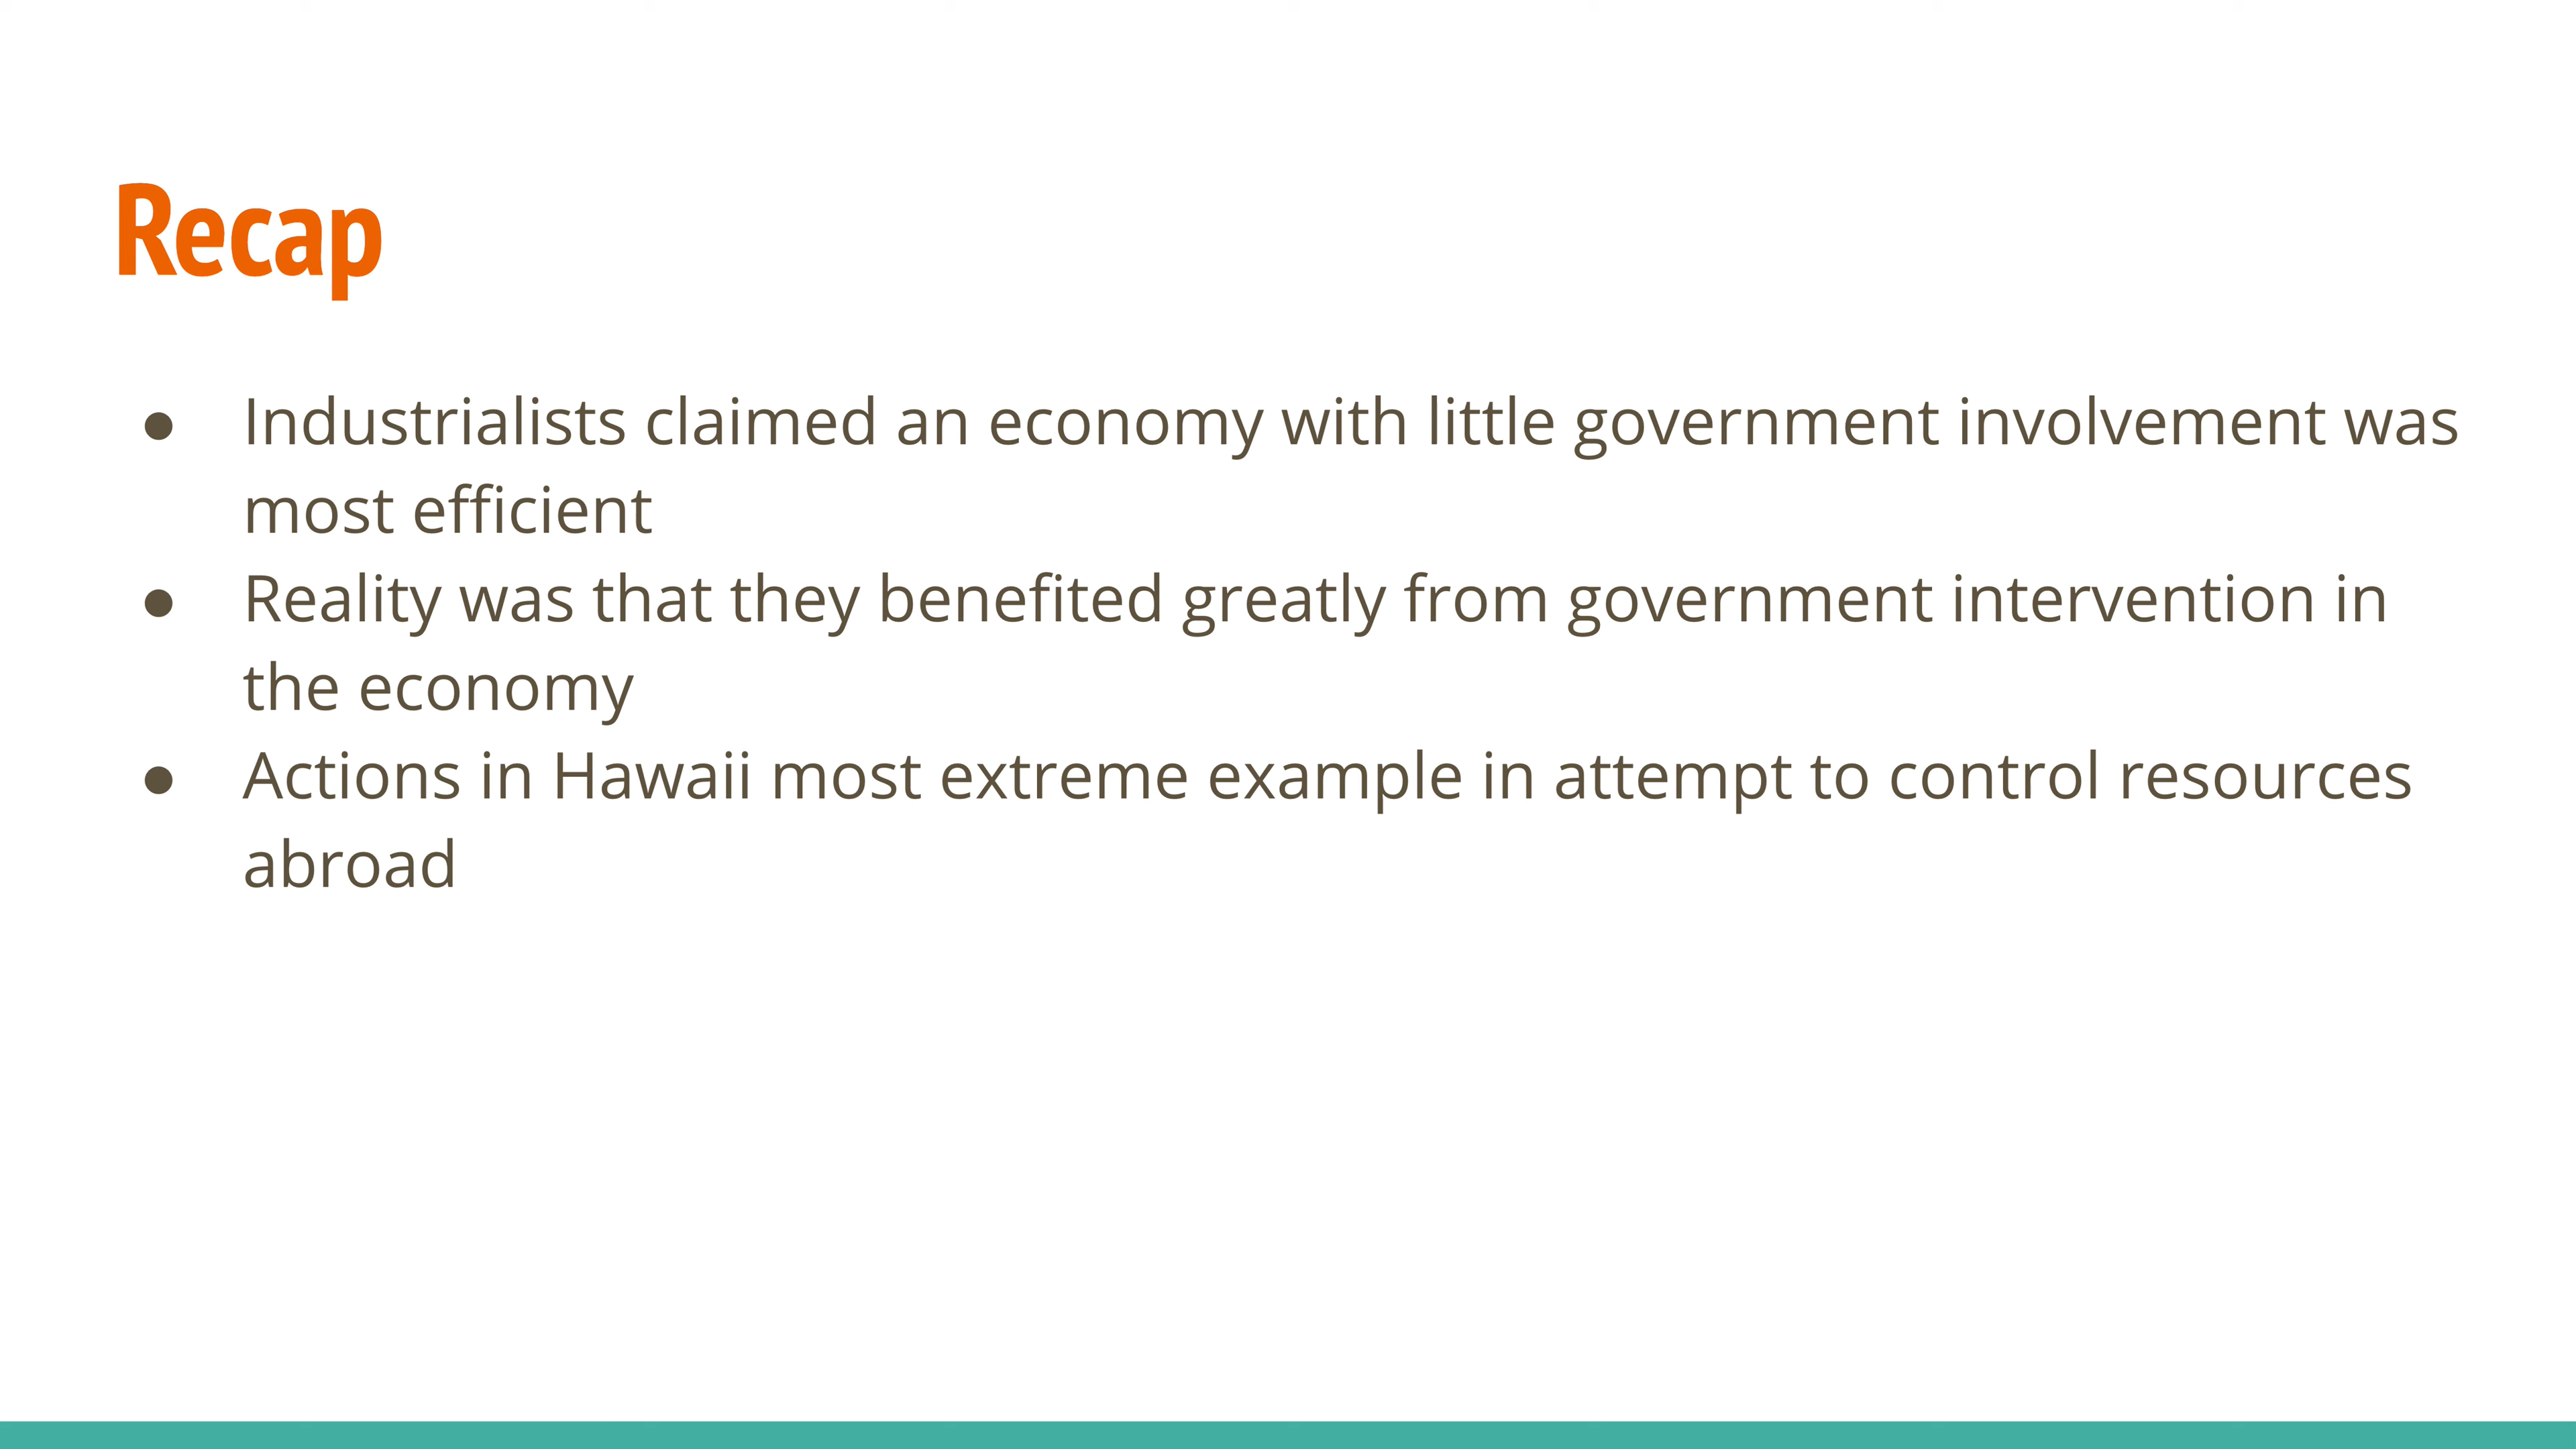 Recap
● Industrialists claimed an economy with little government involvement was
most efficient
● Reality was that they benefited greatly from government intervention in
the economy
● Actions in Hawaii most extreme example in attempt to control resources
abroad